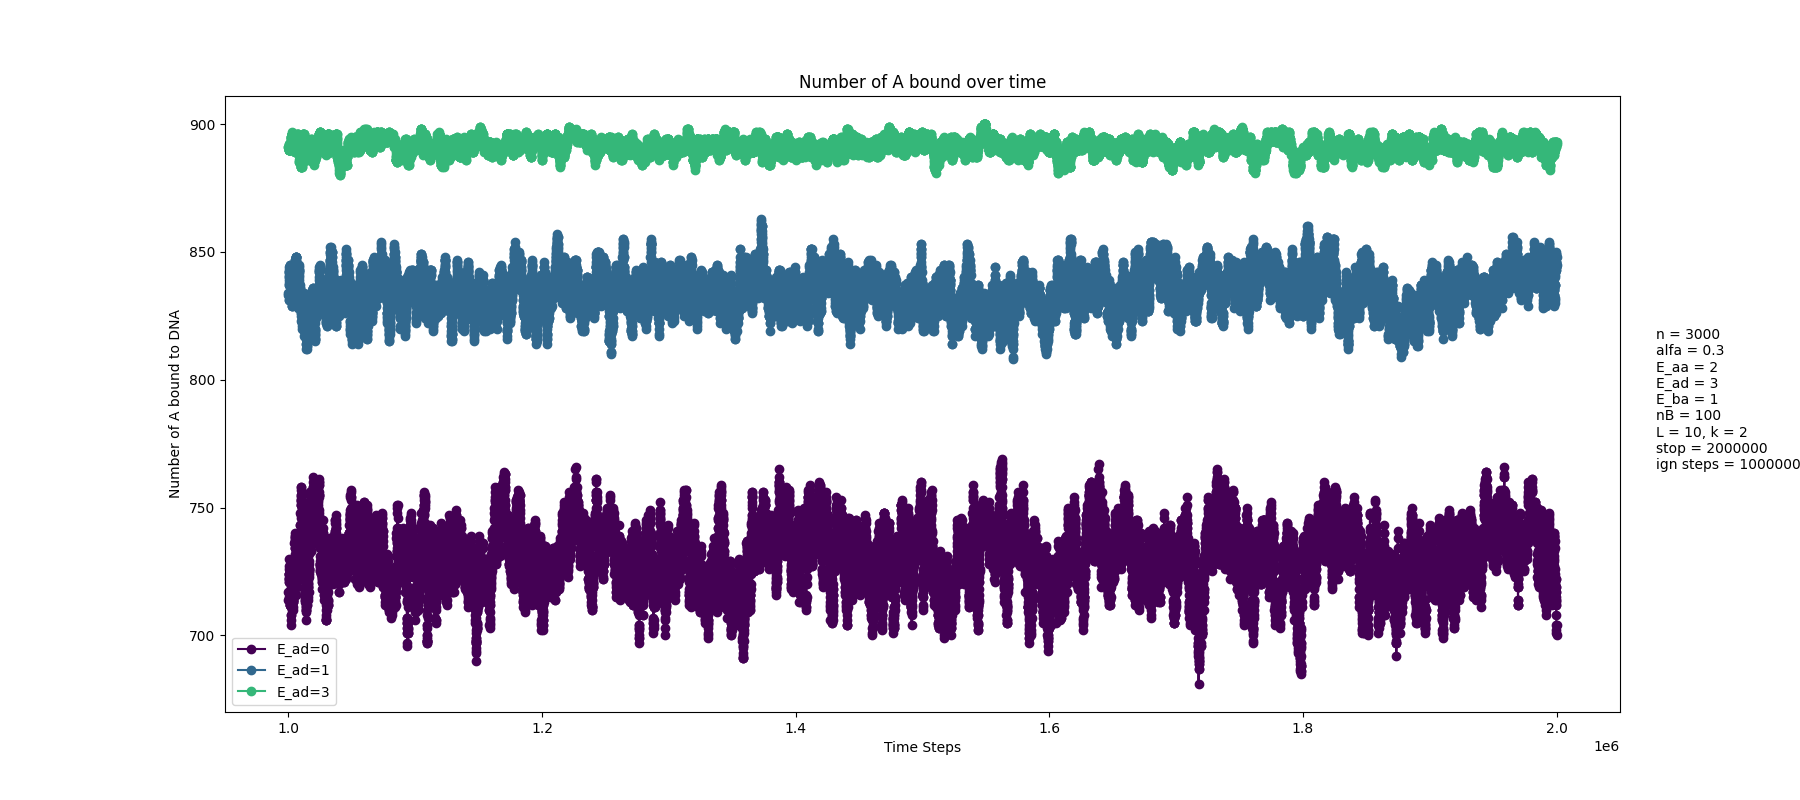 Number of A bound over time
Number of A bound to DNA
900
850
800
750
700
E_ad=0
E_ad=1
E_ad=3
1.0
1.2
1.4
1.6
1.8
2.0
1e6
Time Steps
n = 3000
alfa = 0.3
E_aa = 2
E_ad = 3
E_ba = 1
nB = 100
L = 10, k = 2
stop = 2000000
ign steps = 1000000